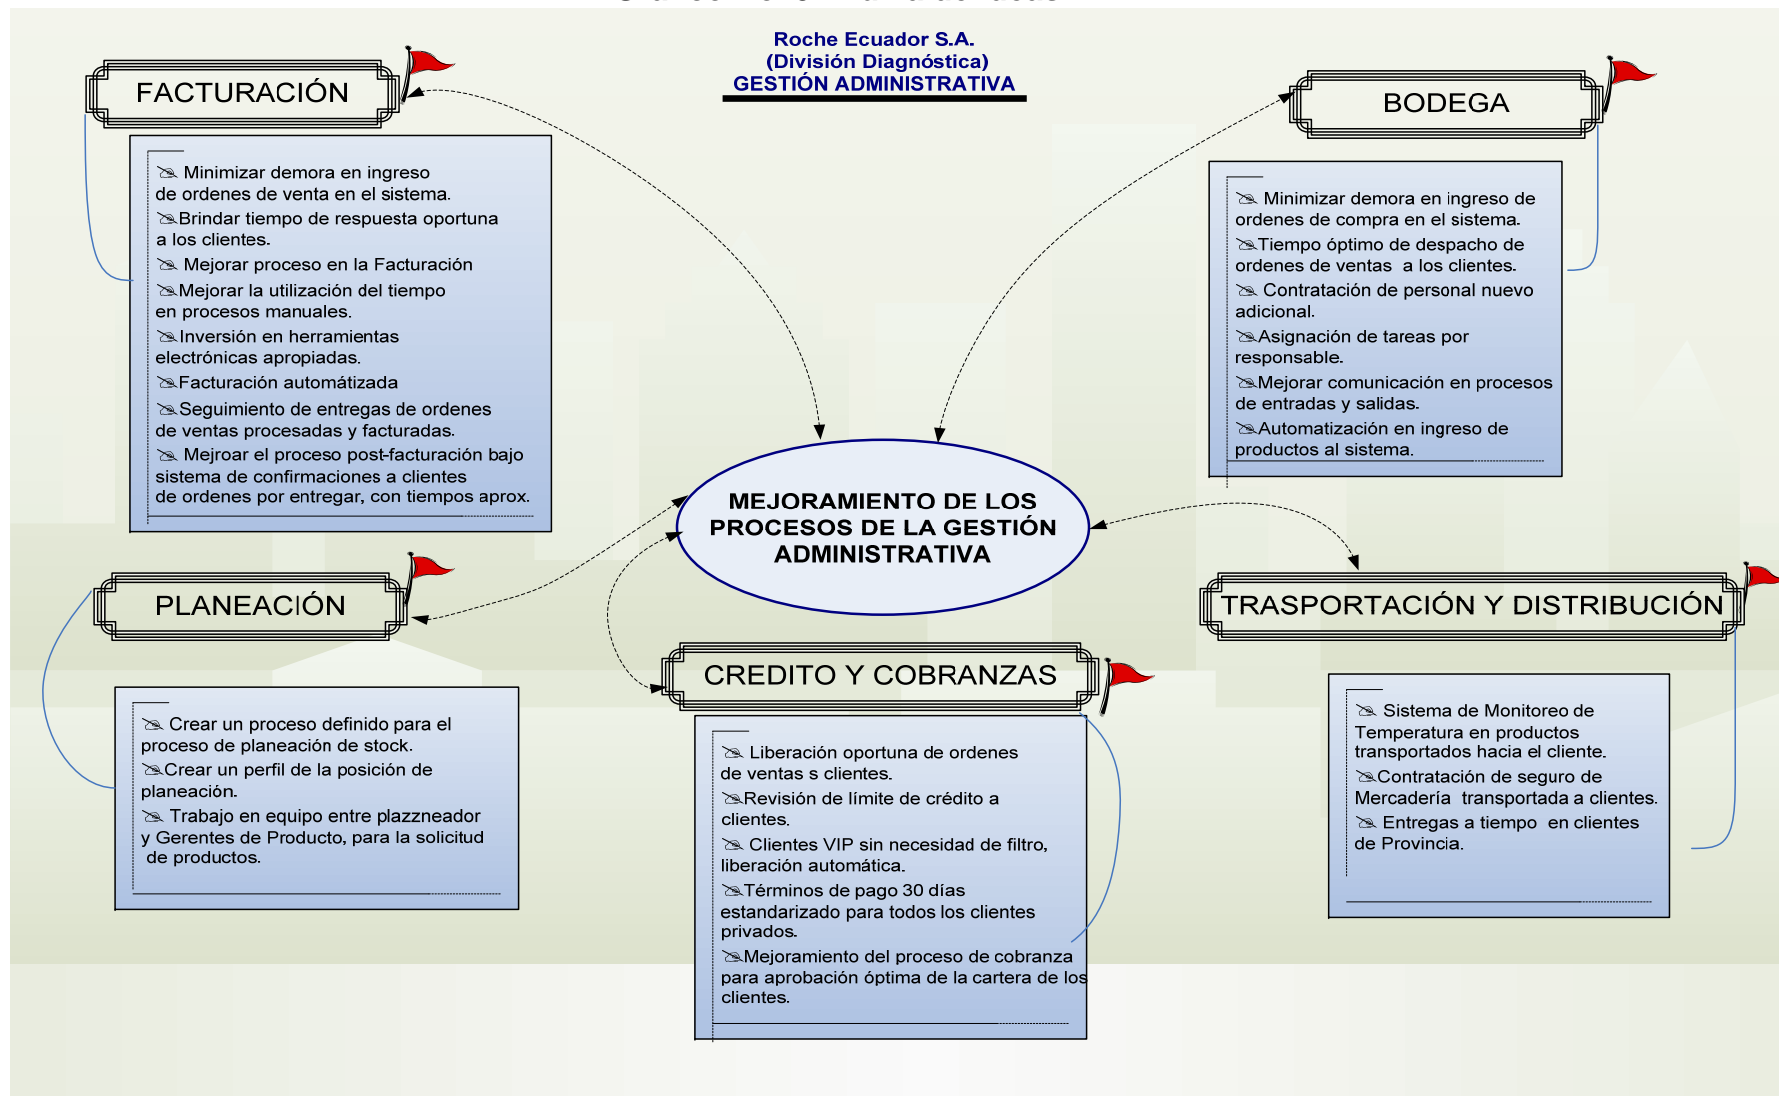 Roche Ecuador S.A.
(División Diagnóstica)
GESTIÓN ADMINISTRATIVA
FACTURACIÓN
Minimizar demora en ingreso
de ordenes de venta en el sistema.
Brindar tiempo de respuesta oportuna
a los clientes.
Mejorar proceso en la Facturación
Mejorar la utilización del tiempo
en procesos manuales.
Inversión en herramientas
electrónicas apropiadas.
Facturación automátizada
Seguimiento de entregas de ordenes
de ventas procesadas y facturadas.
Mejroar el proceso post-facturación bajo
sistema de confirmaciones a clientes
de ordenes por entregar, con tiempos aprox.
BODEGA
Minimizar demora en ingreso de
ordenes de compra en el sistema.
Tiempo óptimo de despacho de
ordenes de ventas a los clientes.
Contratación de personal nuevo
adicional.
Asignación de tareas por
responsable.
Mejorar comunicación en procesos
de entradas y salidas.
Automatización en ingreso de
productos al sistema.
MEJORAMIENTO DE LOS
PROCESOS DE LA GESTIÓN
ADMINISTRATIVA
PLANEACIÓN
Crear un proceso definido para el
proceso de planeación de stock.
Crear un perfil de la posición de
planeación.
Trabajo en equipo entre plazzneador
y Gerentes de Producto, para la solicitud
de productos.
CREDITO Y COBRANZAS
Liberación oportuna de ordenes
de ventas s clientes.
Revisión de límite de crédito a
clientes.
Clientes VIP sin necesidad de filtro,
liberación automática.
Términos de pago 30 días
estandarizado para todos los clientes
privados.
Mejoramiento del proceso de cobranza
para aprobación óptima de la cartera de los
clientes.
TRASPORTACIÓN Y DISTRIBUCIÓN
Sistema de Monitoreo de
Temperatura en productos
transportados hacia el cliente.
Contratación de seguro de
Mercadería transportada a clientes.
Entregas a tiempo en clientes
de Provincia.